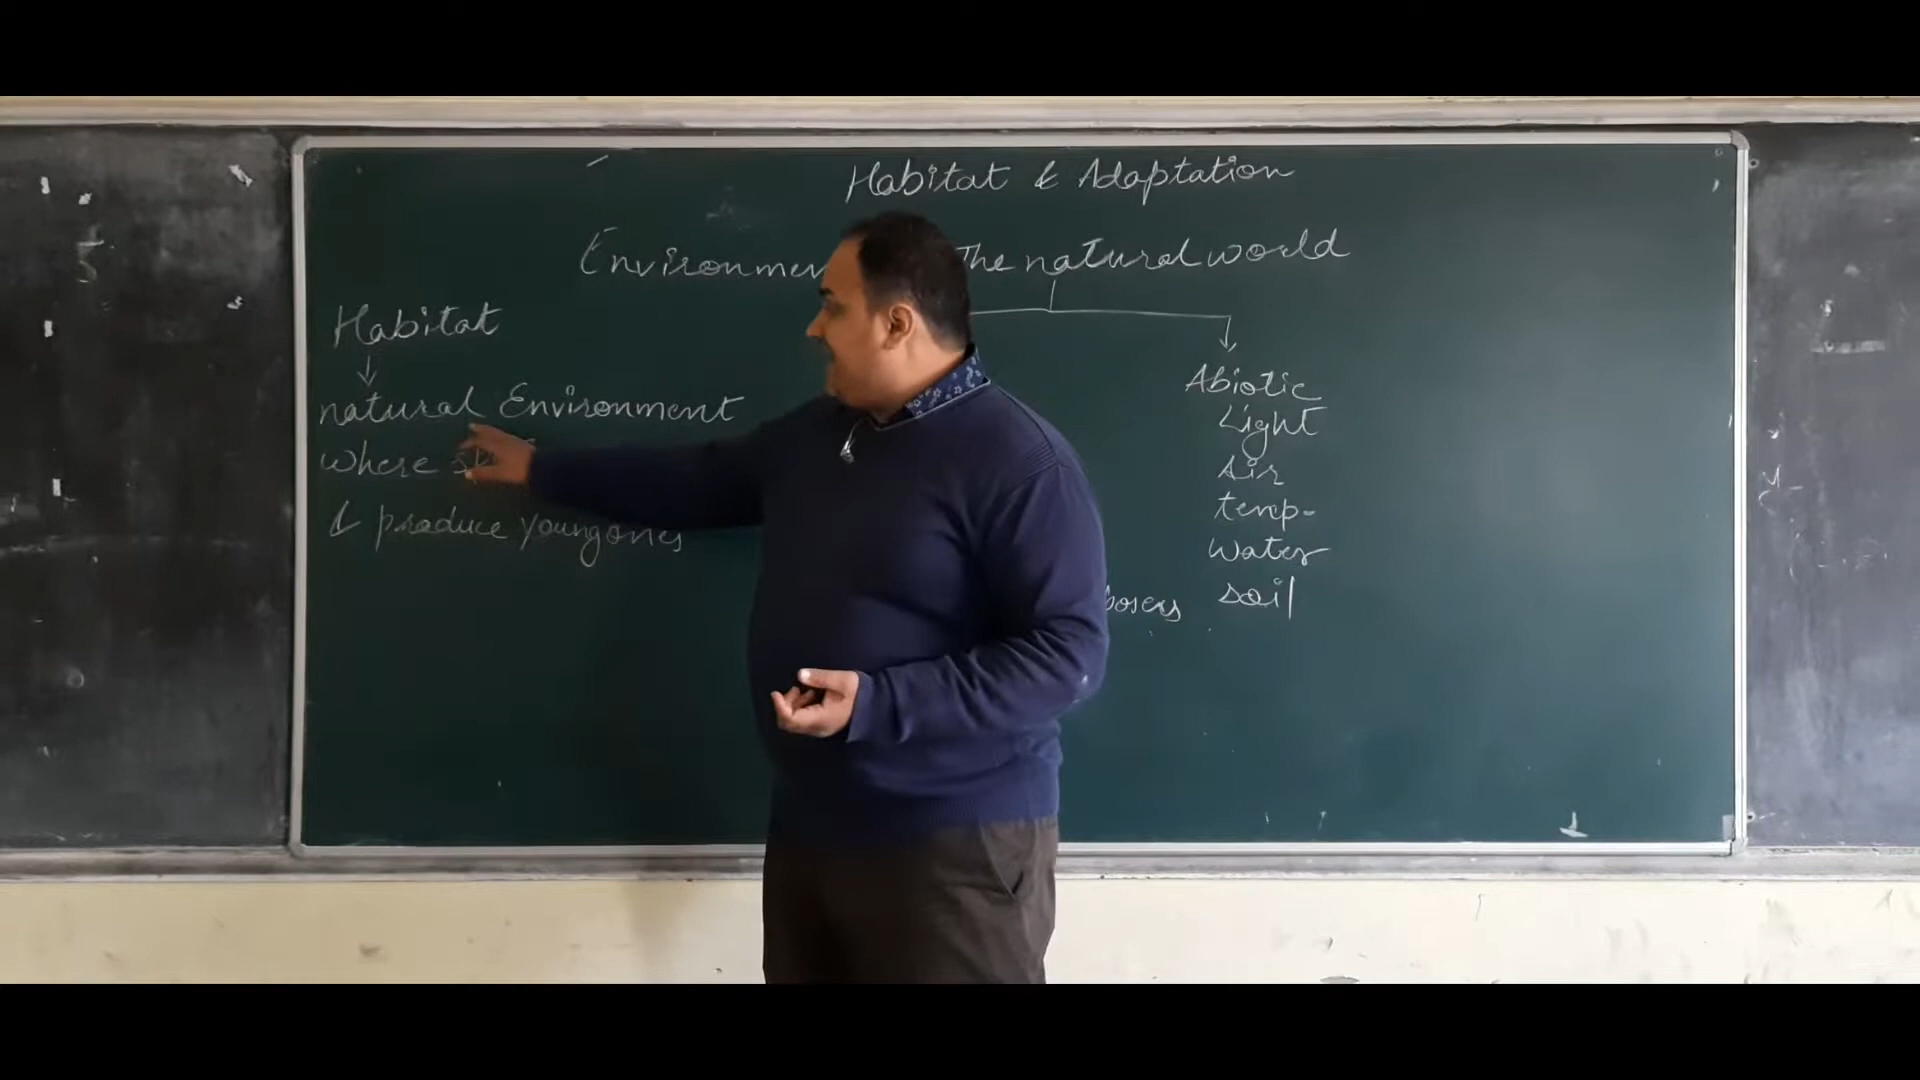 Habitat & Adaptation
Environmen The natural world
Habitat
natural Environment
where
& produce youngones
Abiotic
Light
Air
temp-
water
soil
posers